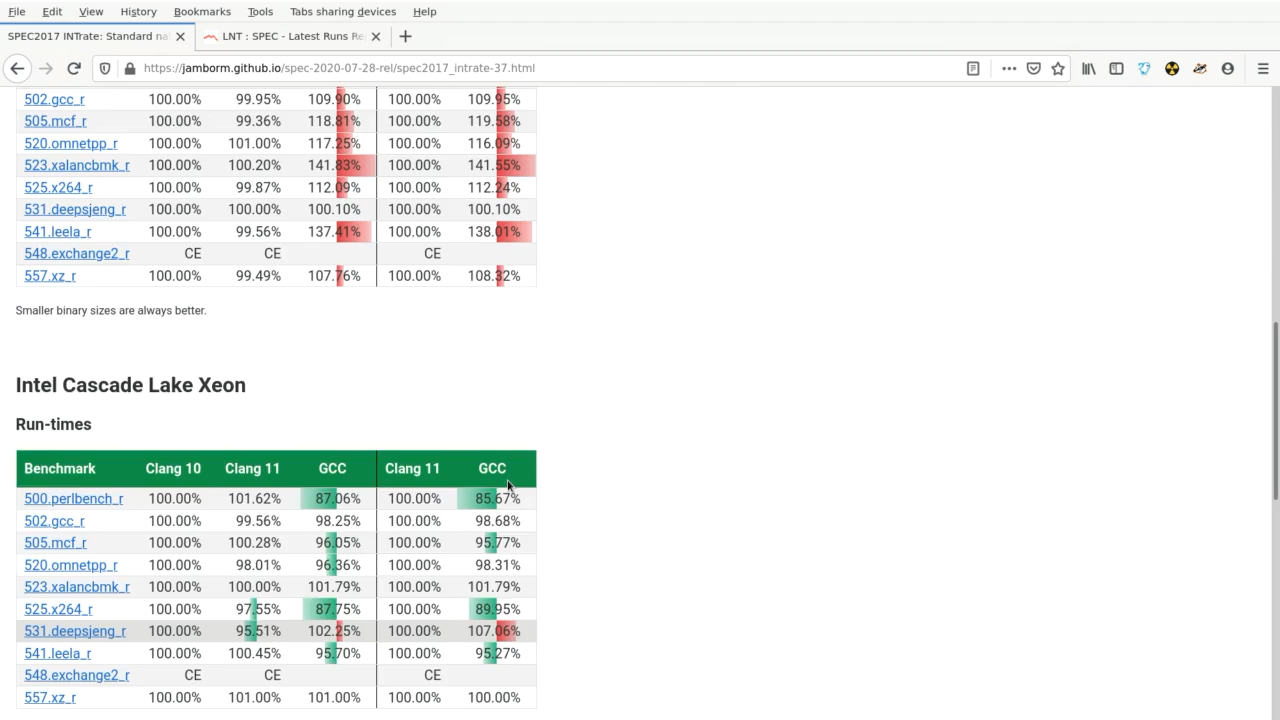 File Edit View History Bookmarks Tools Tabs sharing devices Help
SPEC2017 INTrate: Standard na LNT : SPEC - Latest Runs Re
https://jamborm.github.io/spec-2020-07-28-rel/spec2017_intrate-37.html
502.gcc_r 100.00% 99.95% 109.90% 100.00% 109.95%
505.mcf_r 100.00% 99.36% 118.81% 100.00% 119.58%
520.omnetpp_r 100.00% 101.00% 117.25% 100.00% 116.09%
523.xalancbmk_r 100.00% 100.20% 141.83% 100.00% 141.55%
525.x264_r 100.00% 99.87% 112.09% 100.00% 112.24%
531.deepsjeng_r 100.00% 100.00% 100.10% 100.00% 100.10%
541.leela_r 100.00% 99.56% 137.41% 100.00% 138.01%
548.exchange2_r CE CE CE
557.xz_r 100.00% 99.49% 107.76% 100.00% 108.32%
Smaller binary sizes are always better.
Intel Cascade Lake Xeon
Run-times
Benchmark Clang 10 Clang 11 GCC Clang 11 GCC
500.perlbench_r 100.00% 101.62% 87.06% 100.00% 85.67%
502.gcc_r 100.00% 99.56% 98.25% 100.00% 98.68%
505.mcf_r 100.00% 100.28% 96.05% 100.00% 95.77%
520.omnetpp_r 100.00% 98.01% 96.36% 100.00% 98.31%
523.xalancbmk_r 100.00% 100.00% 101.79% 100.00% 101.79%
525.x264_r 100.00% 97.55% 87.75% 100.00% 89.95%
531.deepsjeng_r 100.00% 95.51% 102.25% 100.00% 107.06%
541.leela_r 100.00% 100.45% 95.70% 100.00% 95.27%
548.exchange2_r CE CE CE
557.xz_r 100.00% 101.00% 101.00% 100.00% 100.00%